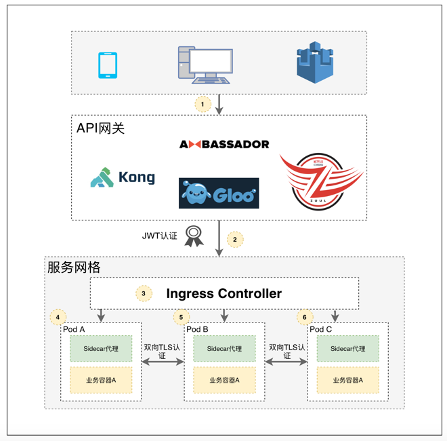 1
API网关
AMBASSADOR
Kong
Gloo
ZUUL
JWT认证
2
服务网格
3
Ingress Controller
4
5
6
Pod A
Pod B
Pod C
Sidecar代理
双向TLS认
证
Sidecar代理
双向TLS认
证
Sidecar代理
业务容器A
业务容器A
业务容器A